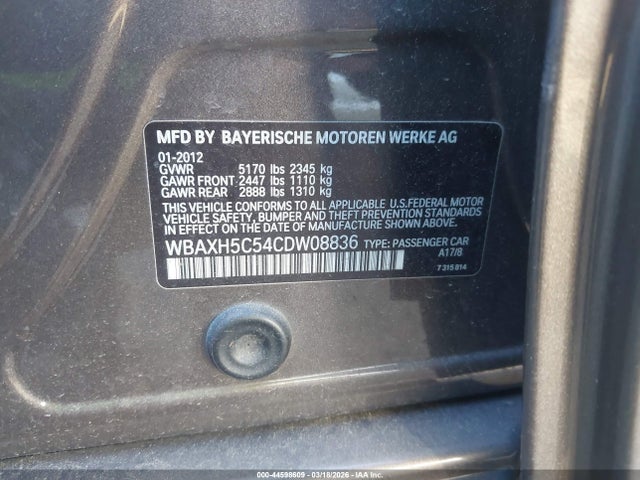 MFD BY BAYERISCHE MOTOREN WERKE AG
01-2012
GVWR 5170 lbs 2345 kg
GAWR FRONT 2447 lbs 1110 kg
GAWR REAR 2888 lbs 1310 kg
THIS VEHICLE CONFORMS TO ALL APPLICABLE U.S.FEDERAL MOTOR
VEHICLE SAFETY, BUMPER AND THEFT PREVENTION STANDARDS
IN EFFECT ON THE DATE OF MANUFACTURE SHOWN ABOVE.
WBAXH5C54CDW08836 TYPE: PASSENGER CAR
A17/8
7 315 814
000-44598609 - 03/18/2026 - IAA Inc.